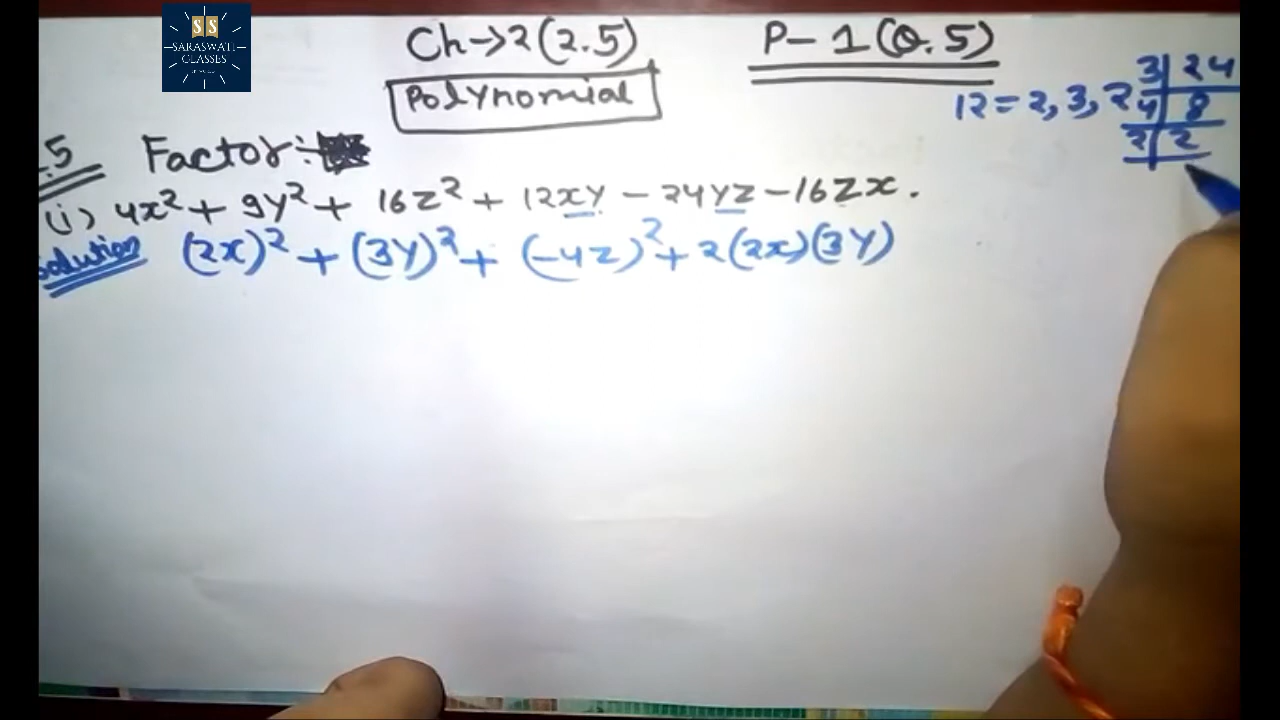 SS
SARASWATI
CLASSES
Ch→2(2.5)
P-1(Q.5)
Polynomial
12=2,3,2
3|24
4|8
2|2
.5 Factor:-
(i) 4x²+9y²+16z²+12xy-24yz-16zx.
Solution (2x)²+(3y)²+(-4z)²+2(2x)(3y)